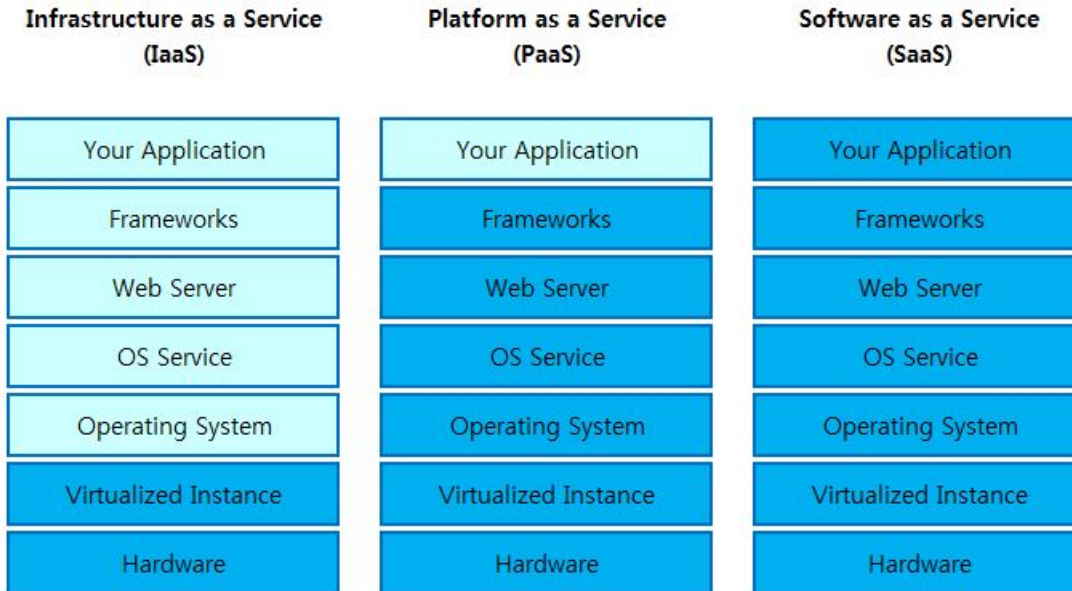 Infrastructure as a Service
(IaaS)
Your Application
Frameworks
Web Server
OS Service
Operating System
Virtualized Instance
Hardware
Platform as a Service
(PaaS)
Your Application
Frameworks
Web Server
OS Service
Operating System
Virtualized Instance
Hardware
Software as a Service
(SaaS)
Your Application
Frameworks
Web Server
OS Service
Operating System
Virtualized Instance
Hardware